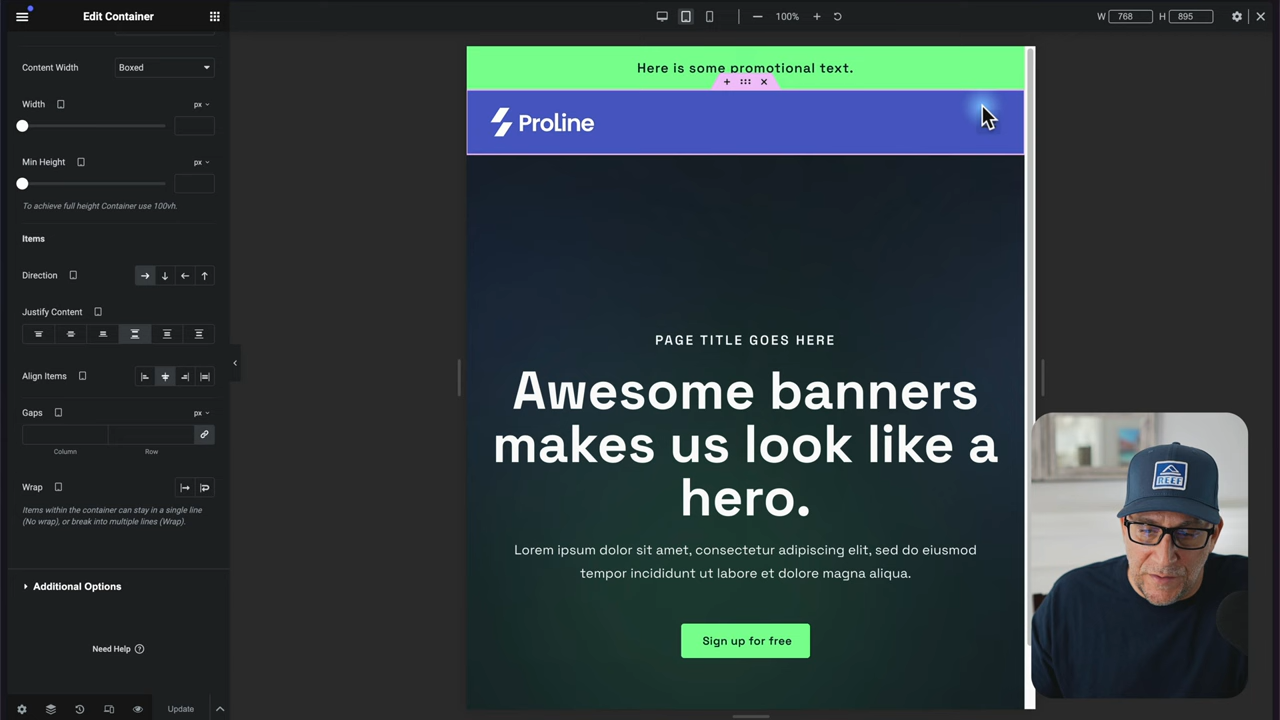 Edit Container
100%
W 768 H 895
Content Width Boxed
Width px
Min Height px
To achieve full height Container use 100vh.
Items
Direction
Justify Content
Align Items
Gaps px
Column Row
Wrap
Items within the container can stay in a single line
(No wrap), or break into multiple lines (Wrap).
Additional Options
Need Help ?
Update
Here is some promotional text.
Proline
PAGE TITLE GOES HERE
Awesome banners
makes us look like a
hero.
Lorem ipsum dolor sit amet, consectetur adipiscing elit, sed do eiusmod
tempor incididunt ut labore et dolore magna aliqua.
Sign up for free
REEF